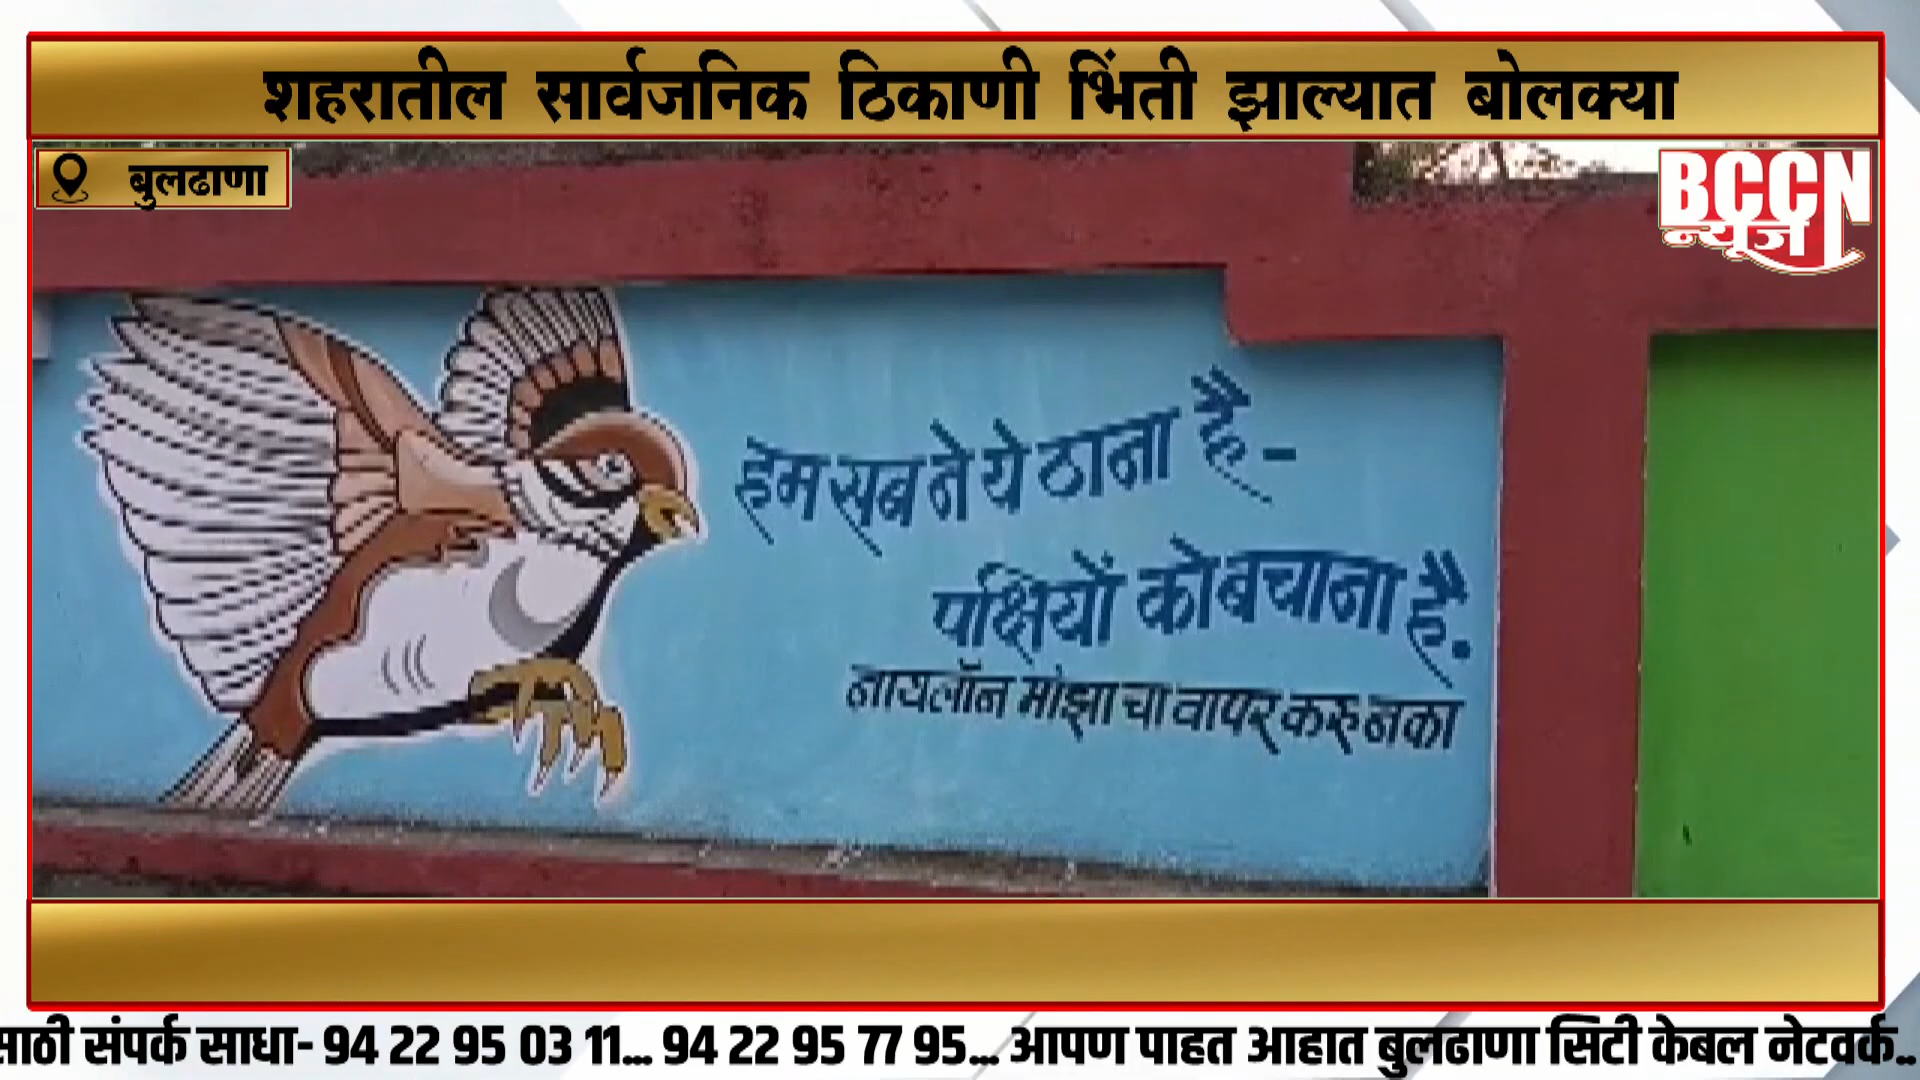 शहरातील सार्वजनिक ठिकाणी भिंती झाल्यात बोलक्या
बुलढाणा
BCCN
न्यूज
हम सब ने ये ठाना है -
पक्षियों को बचाना है.
नायलॉन मांझा चा वापर करु नका
साठी संपर्क साधा- 94 22 95 03 11... 94 22 95 77 95... आपण पाहत आहात बुलढाणा सिटी केबल नेटवर्क..